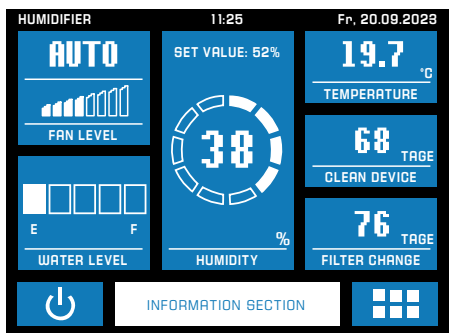 HUMIDIFIER
11:25
Fr, 20.09.2023
AUTO
FAN LEVEL
E F
WATER LEVEL
SET VALUE: 52%
38
%
HUMIDITY
19.7
°C
TEMPERATURE
68
TAGE
CLEAN DEVICE
76
TAGE
FILTER CHANGE
INFORMATION SECTION